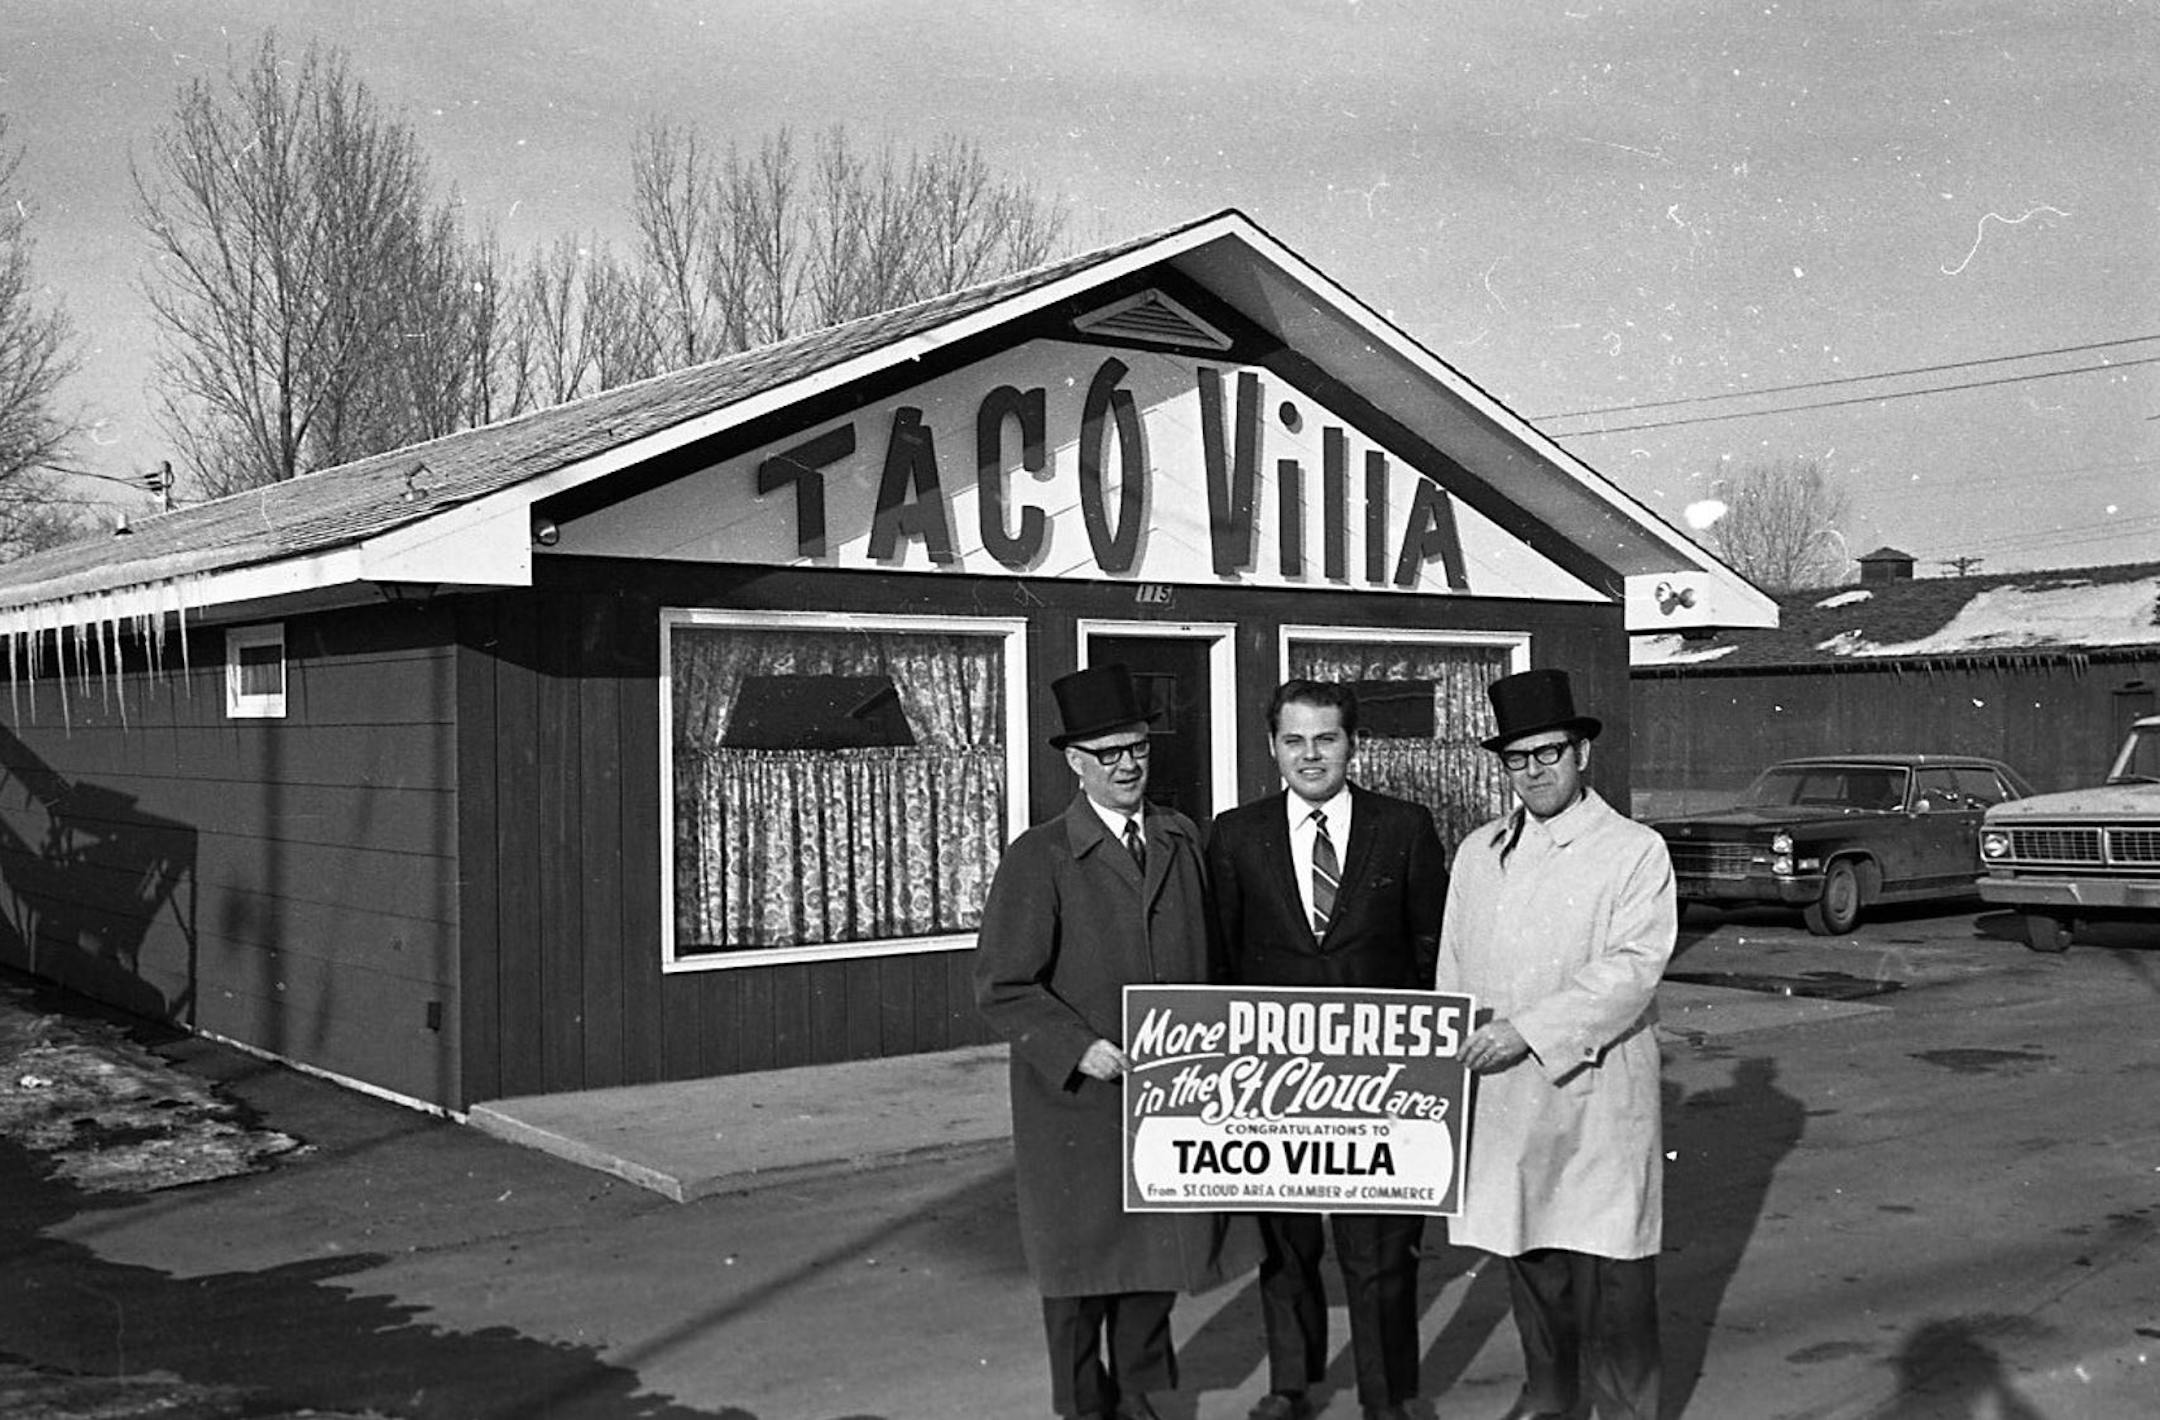 TACO Villa
115
More PROGRESS
in the St. Cloud area
CONGRATULATIONS TO
TACO VILLA
from ST. CLOUD AREA CHAMBER of COMMERCE